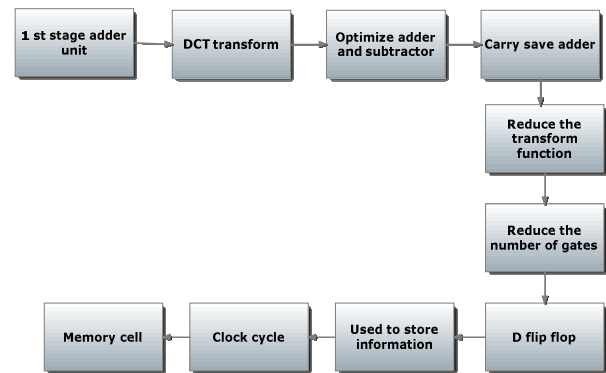 1 st stage adder
unit
DCT transform
Optimize adder
and subtractor
Carry save adder
Reduce the
transform
function
Reduce the
number of gates
D flip flop
Used to store
information
Clock cycle
Memory cell